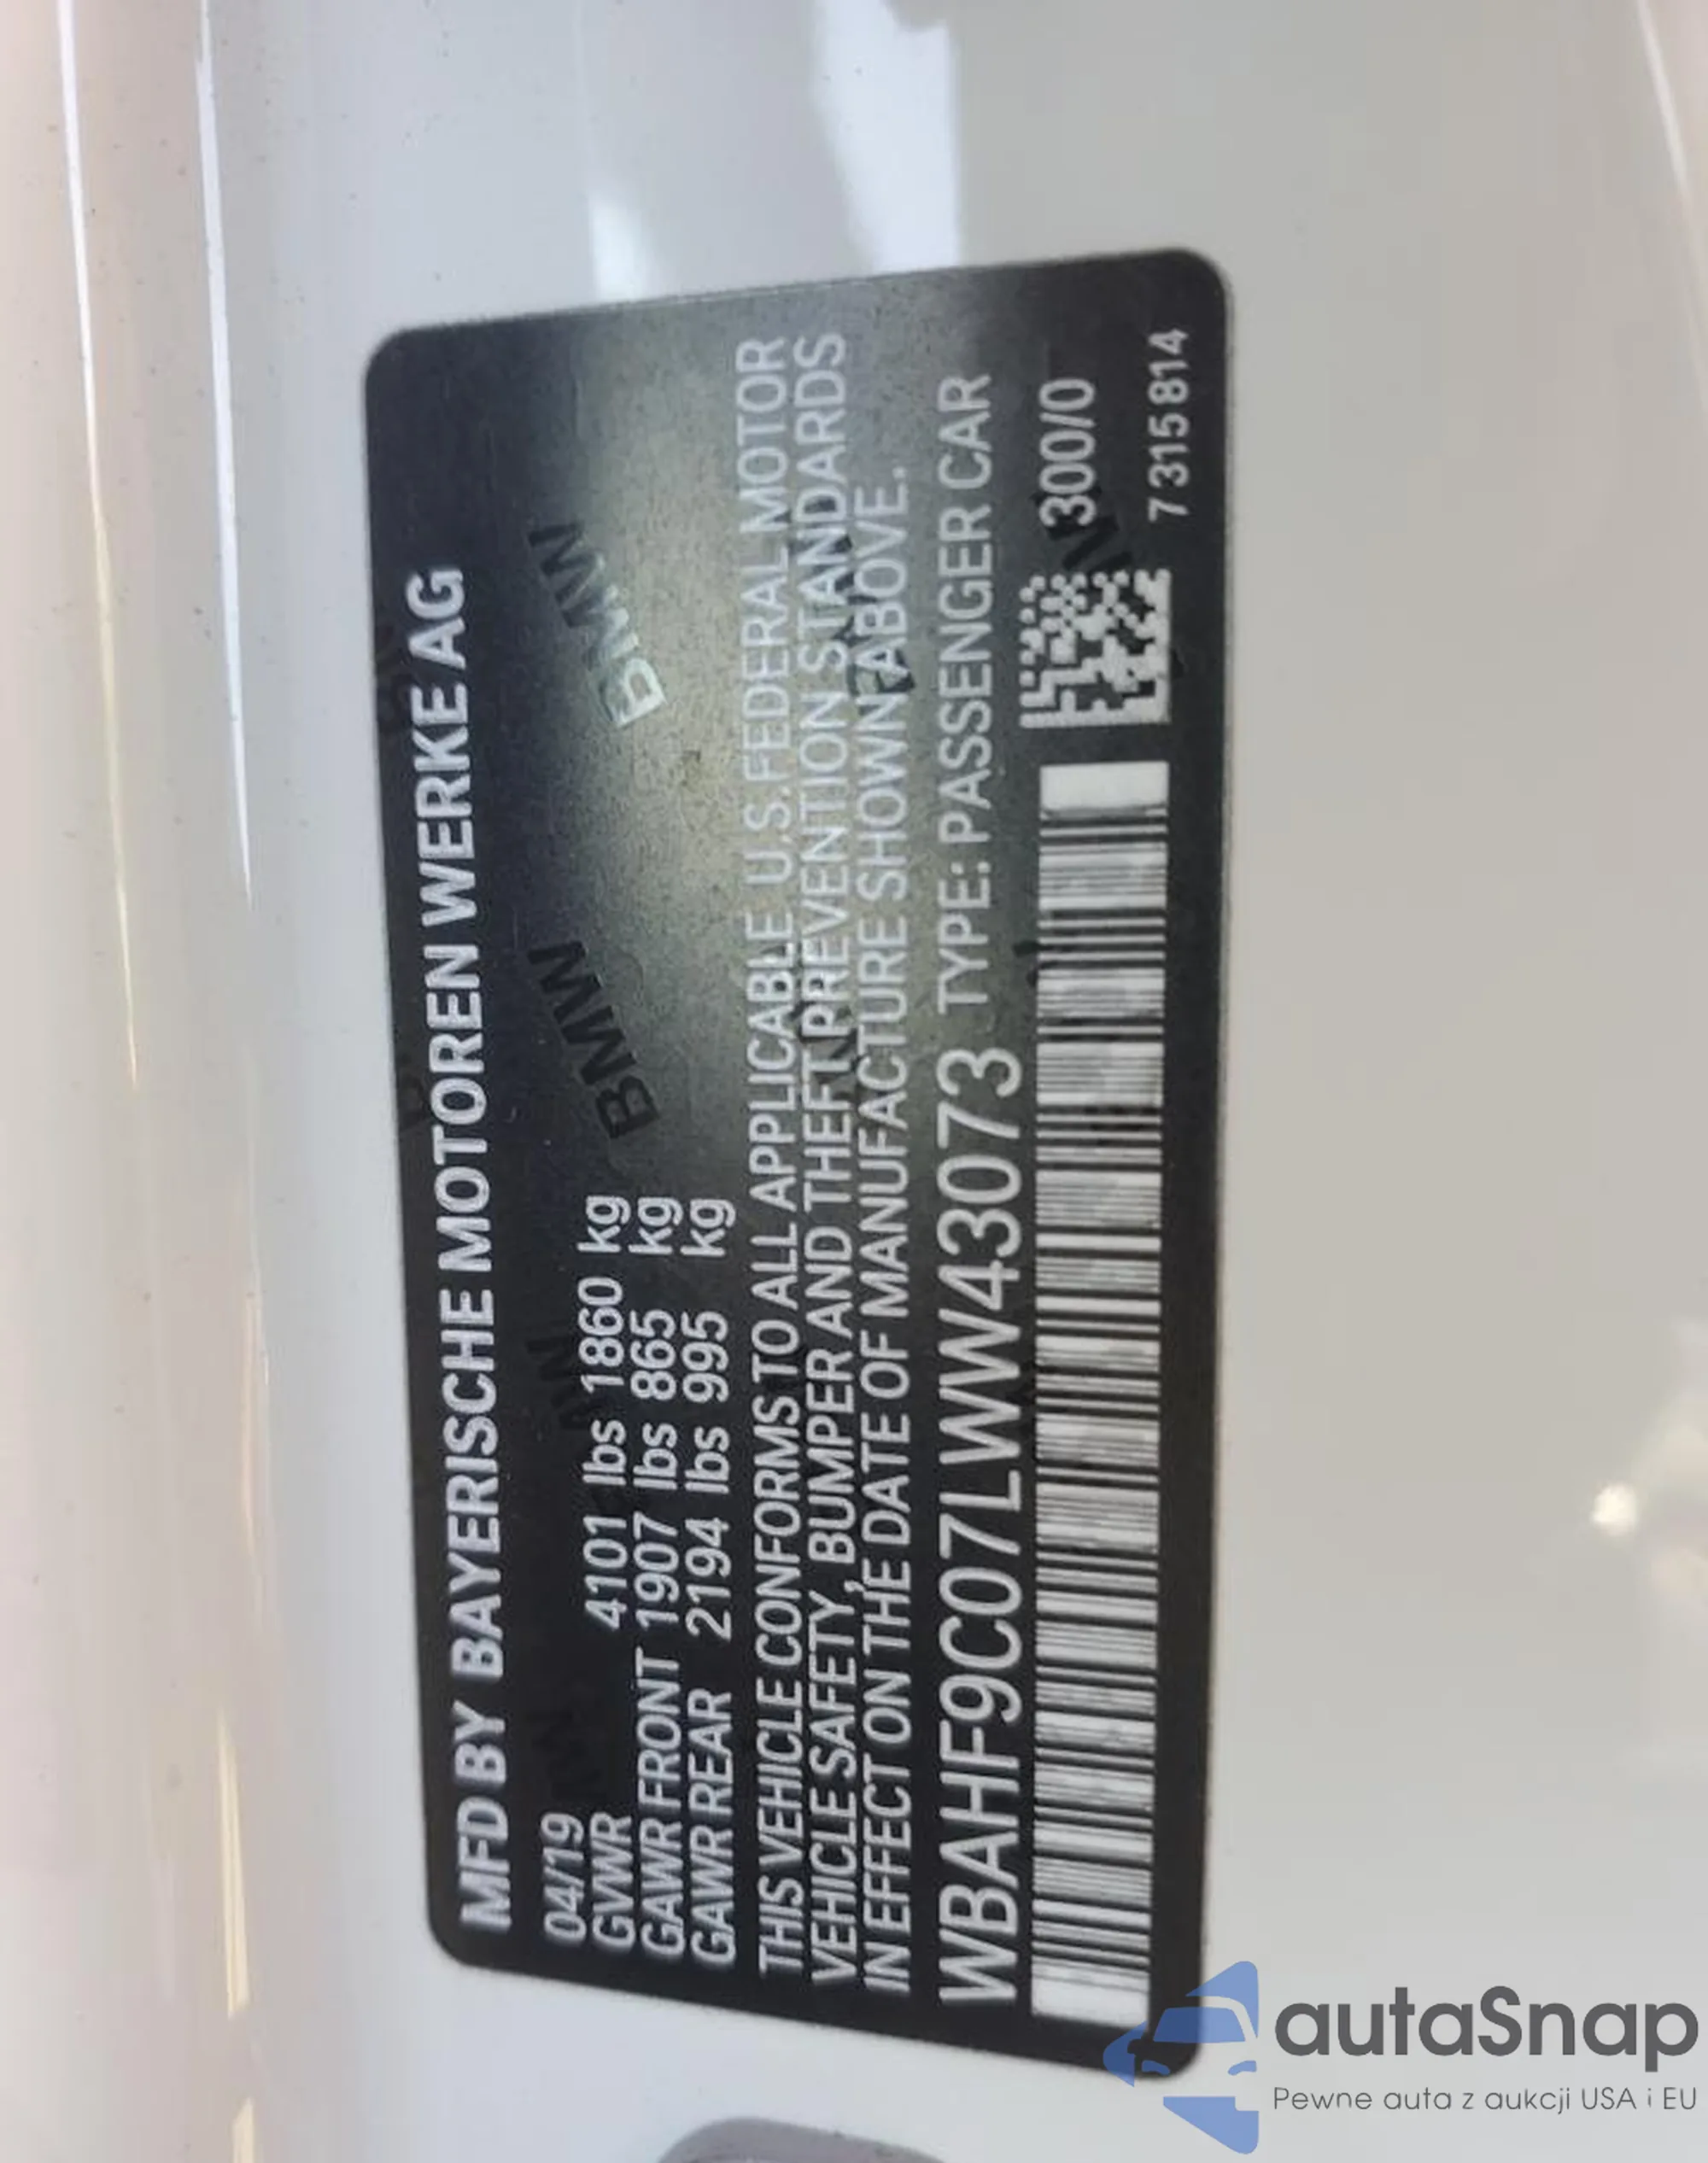 MFD BY BAYERISCHE MOTOREN WERKE AG
04/19
GVWR 4101 lbs 1860 kg
GAWR FRONT 1907 lbs 865 kg
GAWR REAR 2194 lbs 995 kg
BMW BMW
BMW BMW
THIS VEHICLE CONFORMS TO ALL APPLICABLE U.S. FEDERAL MOTOR
VEHICLE SAFETY, BUMPER AND THEFT PREVENTION STANDARDS
IN EFFECT ON THE DATE OF MANUFACTURE SHOWN ABOVE.
WBAHF9C07LWW43073 TYPE: PASSENGER CAR
300/0
7315814
autaSnap
Pewne auta z aukcji USA i EU